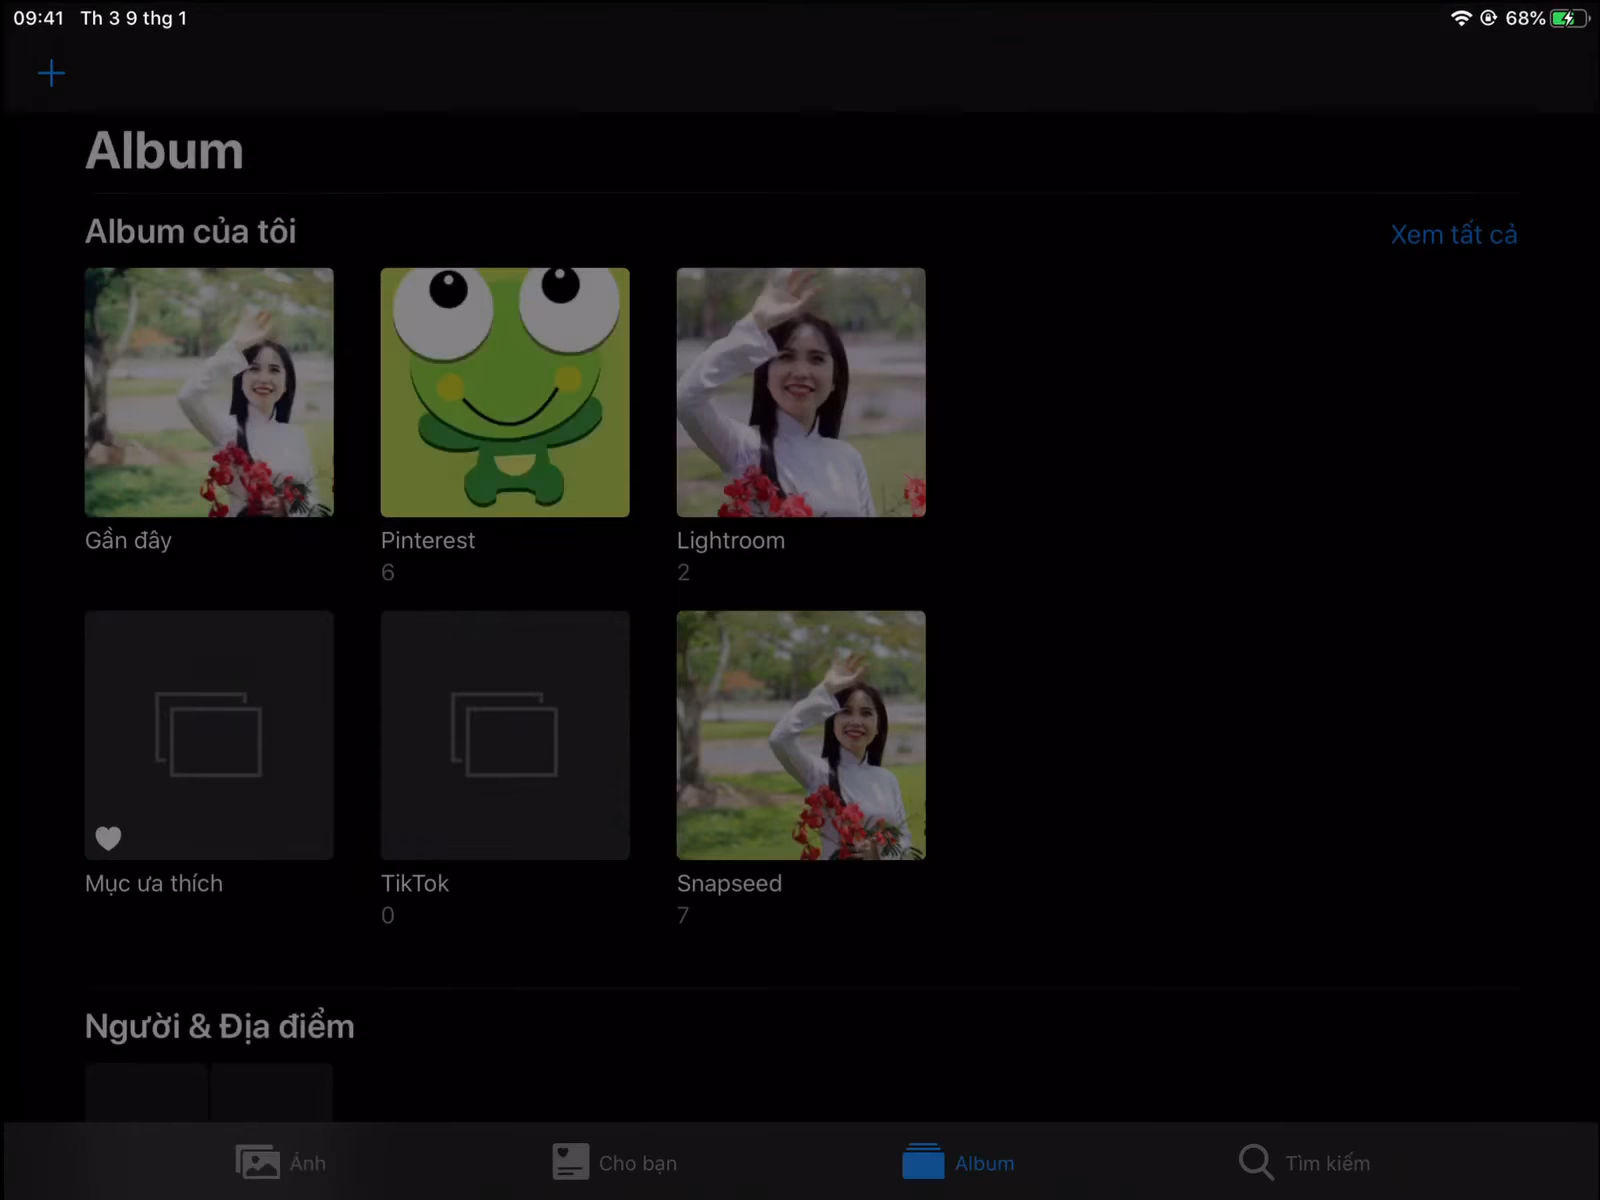 09:41 Th 3 9 thg 1
68%
Album
Album của tôi
Xem tất cả
Gần đây
Pinterest
6
Lightroom
2
Mục ưa thích
TikTok
0
Snapseed
7
Người & Địa điểm
Ảnh
Cho bạn
Album
Tìm kiếm